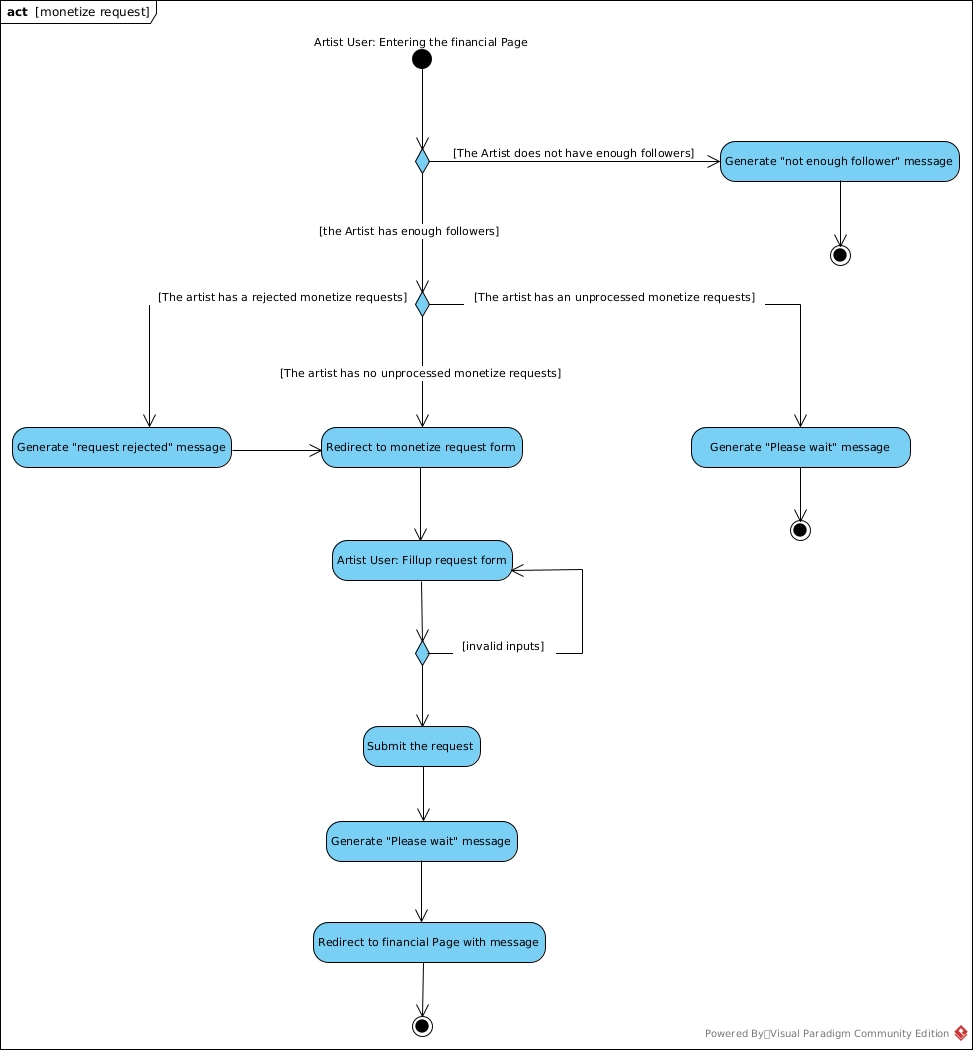 act [monetize request]
Artist User: Entering the financial Page
[The Artist does not have enough followers]
Generate "not enough follower" message
[the Artist has enough followers]
[The artist has a rejected monetize requests]
[The artist has an unprocessed monetize requests]
[The artist has no unprocessed monetize requests]
Generate "request rejected" message
Redirect to monetize request form
Generate "Please wait" message
Artist User: Fillup request form
[invalid inputs]
Submit the request
Generate "Please wait" message
Redirect to financial Page with message
Powered By Visual Paradigm Community Edition